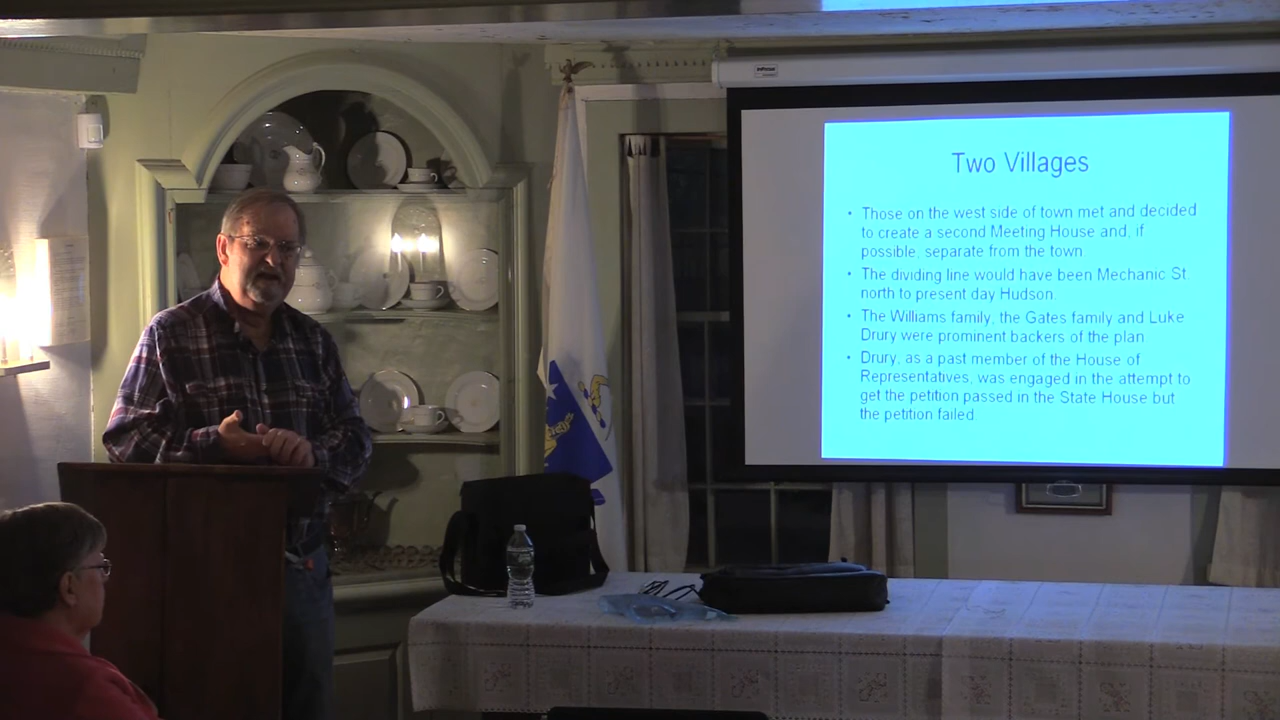 InFocus
Two Villages
• Those on the west side of town met and decided
to create a second Meeting House and, if
possible, separate from the town.
• The dividing line would have been Mechanic St.
north to present day Hudson.
• The Williams family, the Gates family and Luke
Drury were prominent backers of the plan
• Drury, as a past member of the House of
Representatives, was engaged in the attempt to
get the petition passed in the State House but
the petition failed.